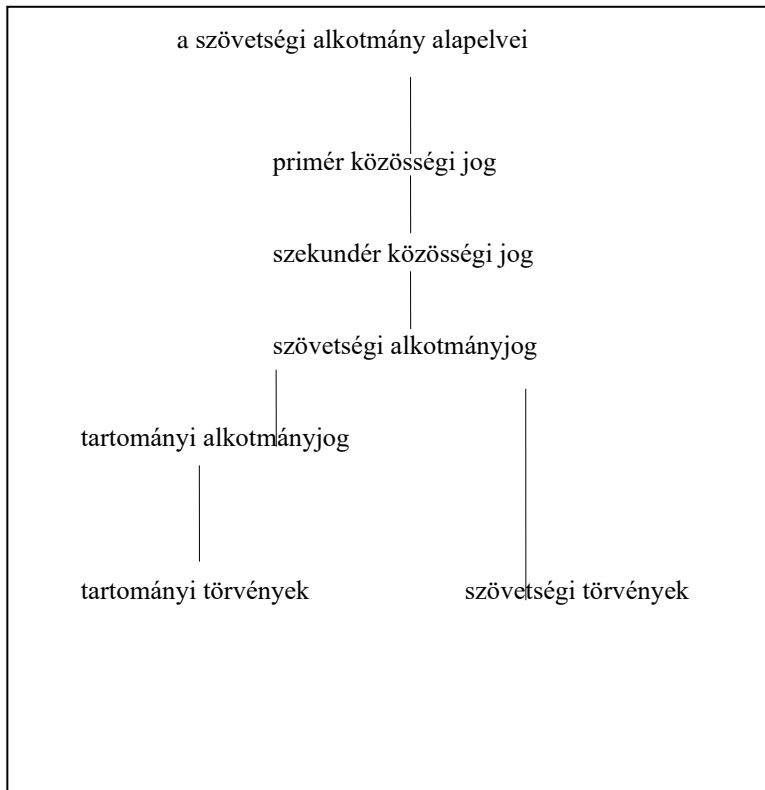 a szövetségi alkotmány alapelvei
primér közösségi jog
szekundér közösségi jog
szövetségi alkotmányjog
tartományi alkotmányjog
tartományi törvények
szövetségi törvények